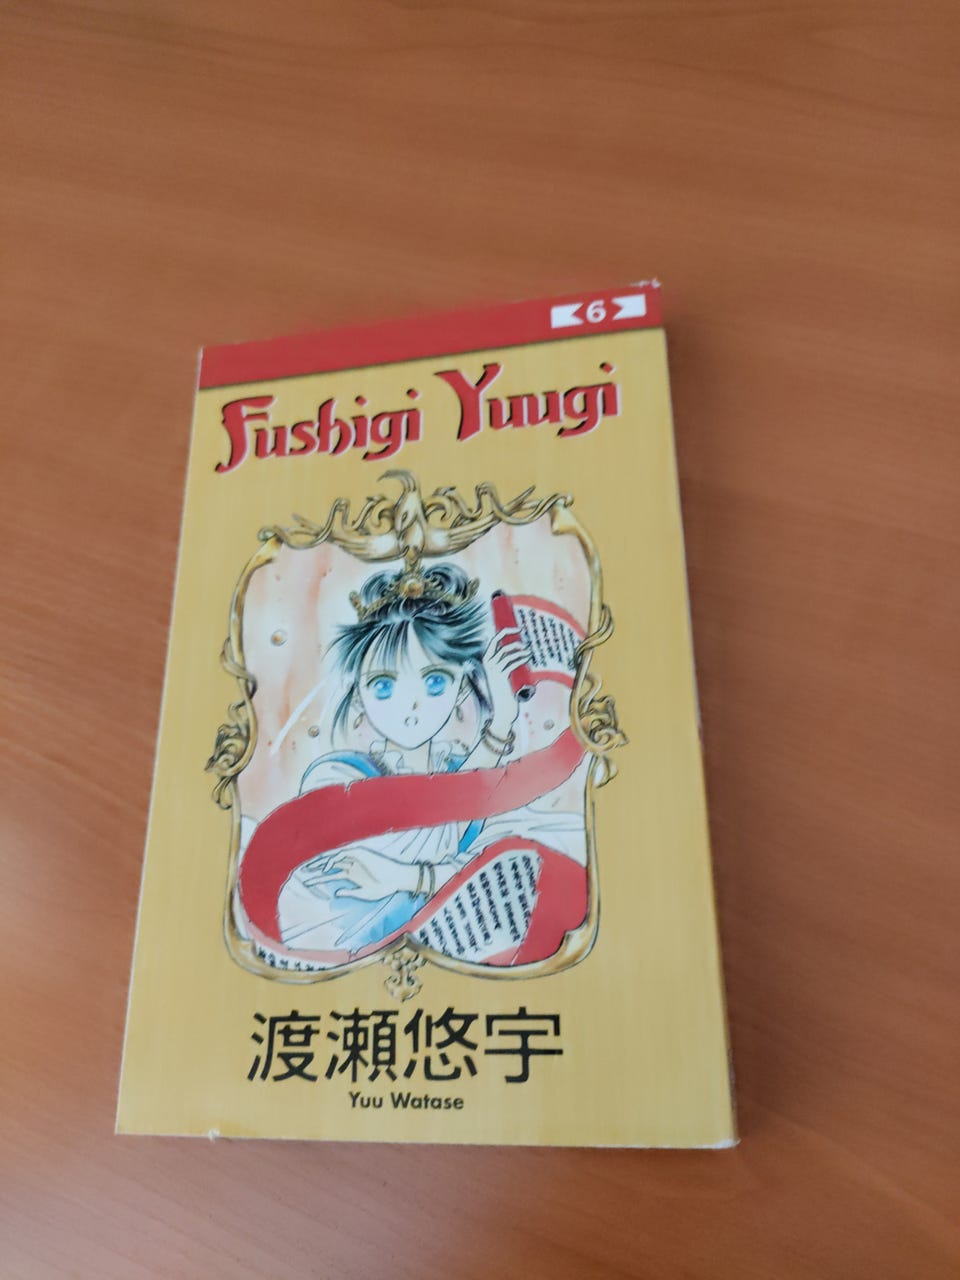 6
Fushigi Yuugi
渡瀬悠宇
Yuu Watase